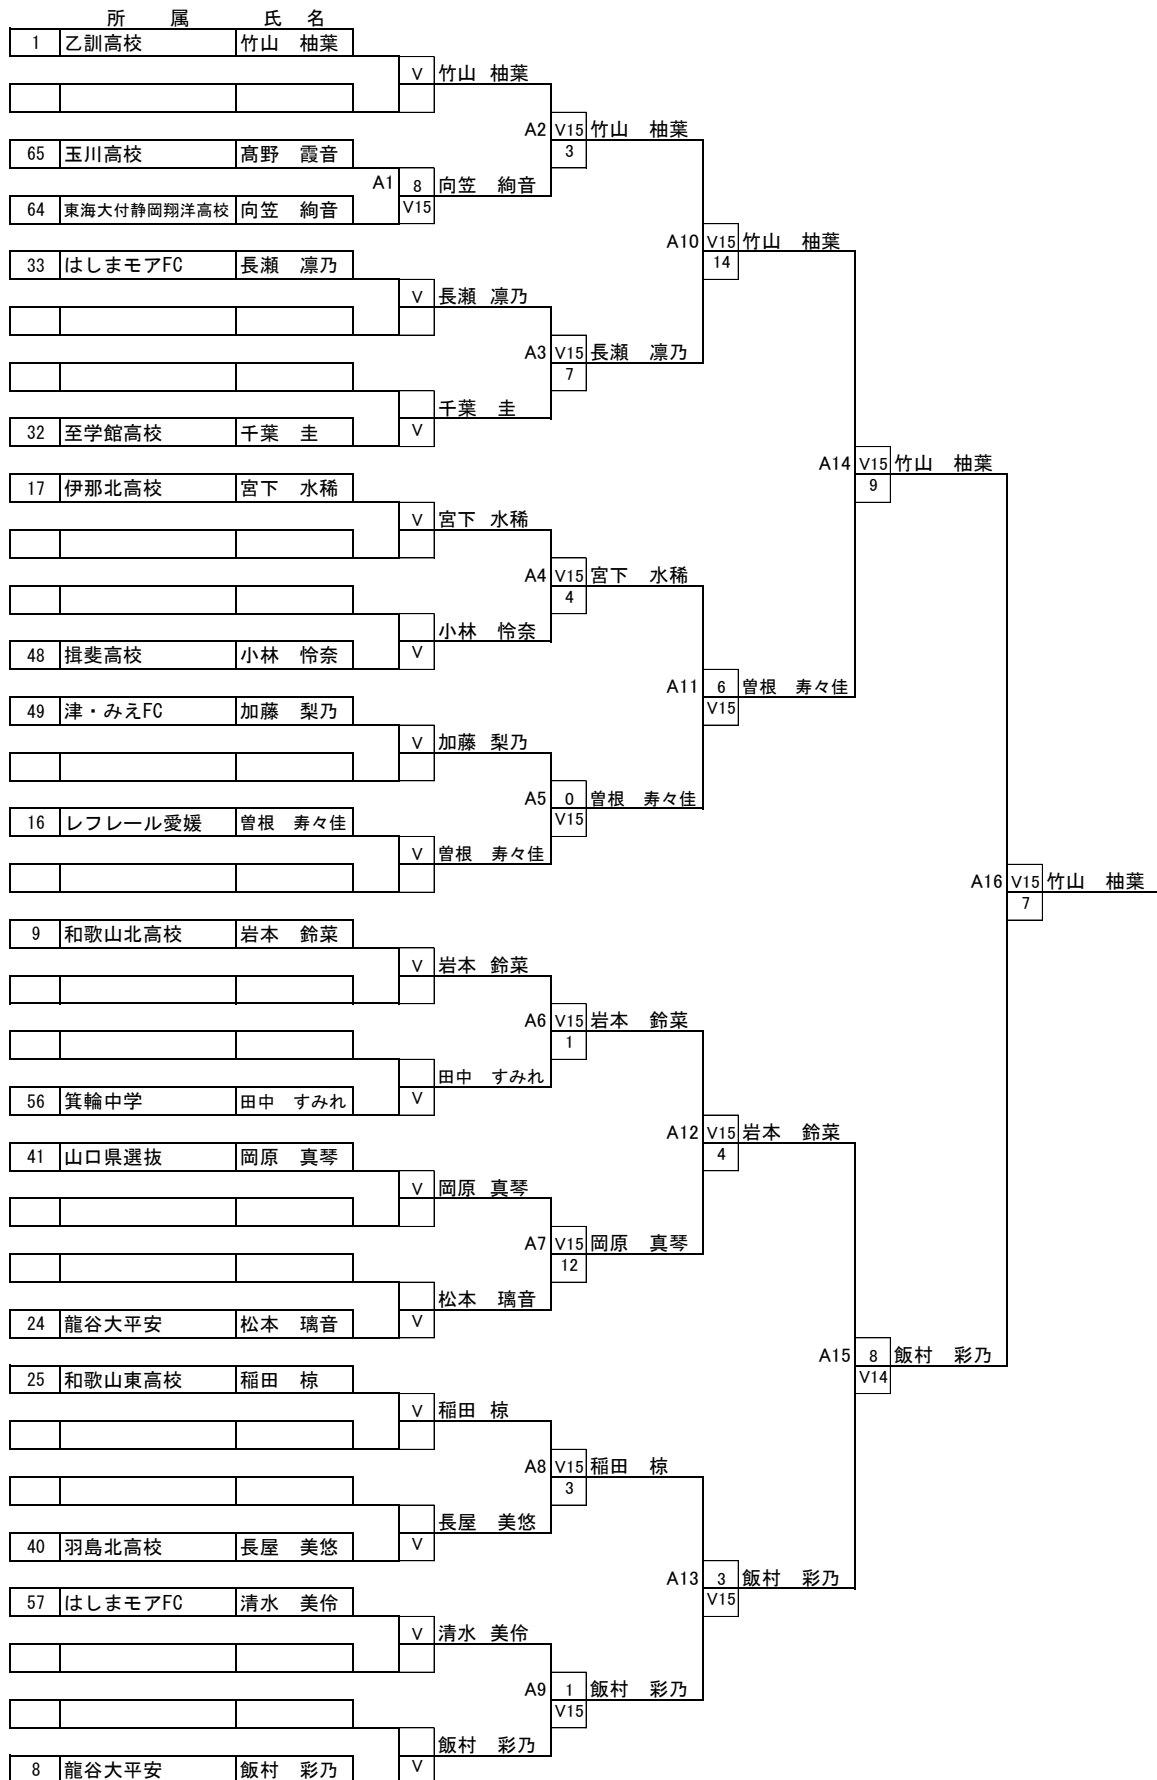 所　属　氏　名
1 乙訓高校 竹山　柚葉
V 竹山　柚葉
A2 V15 竹山　柚葉
3
65 玉川高校 髙野　霞音
A1 8 向笠　絢音
V15
64 東海大付静岡翔洋高校 向笠　絢音
A10 V15 竹山　柚葉
14
33 はしまモアFC 長瀬　凛乃
V 長瀬　凛乃
A3 V15 長瀬　凛乃
7
千葉　圭
V
32 至学館高校 千葉　圭
A14 V15 竹山　柚葉
9
17 伊那北高校 宮下　水稀
V 宮下　水稀
A4 V15 宮下　水稀
4
小林　怜奈
V
48 揖斐高校 小林　怜奈
A11 6 曽根　寿々佳
V15
49 津・みえFC 加藤　梨乃
V 加藤　梨乃
A5 0 曽根　寿々佳
V15
16 レフレール愛媛 曽根　寿々佳
V 曽根　寿々佳
A16 V15 竹山　柚葉
7
9 和歌山北高校 岩本　鈴菜
V 岩本　鈴菜
A6 V15 岩本　鈴菜
1
田中　すみれ
V
56 箕輪中学 田中　すみれ
A12 V15 岩本　鈴菜
4
41 山口県選抜 岡原　真琴
V 岡原　真琴
A7 V15 岡原　真琴
12
松本　璃音
V
24 龍谷大平安 松本　璃音
A15 8 飯村　彩乃
V14
25 和歌山東高校 稲田　椋
V 稲田　椋
A8 V15 稲田　椋
3
長屋　美悠
V
40 羽島北高校 長屋　美悠
A13 3 飯村　彩乃
V15
57 はしまモアFC 清水　美伶
V 清水　美伶
A9 1 飯村　彩乃
V15
飯村　彩乃
V
8 龍谷大平安 飯村　彩乃